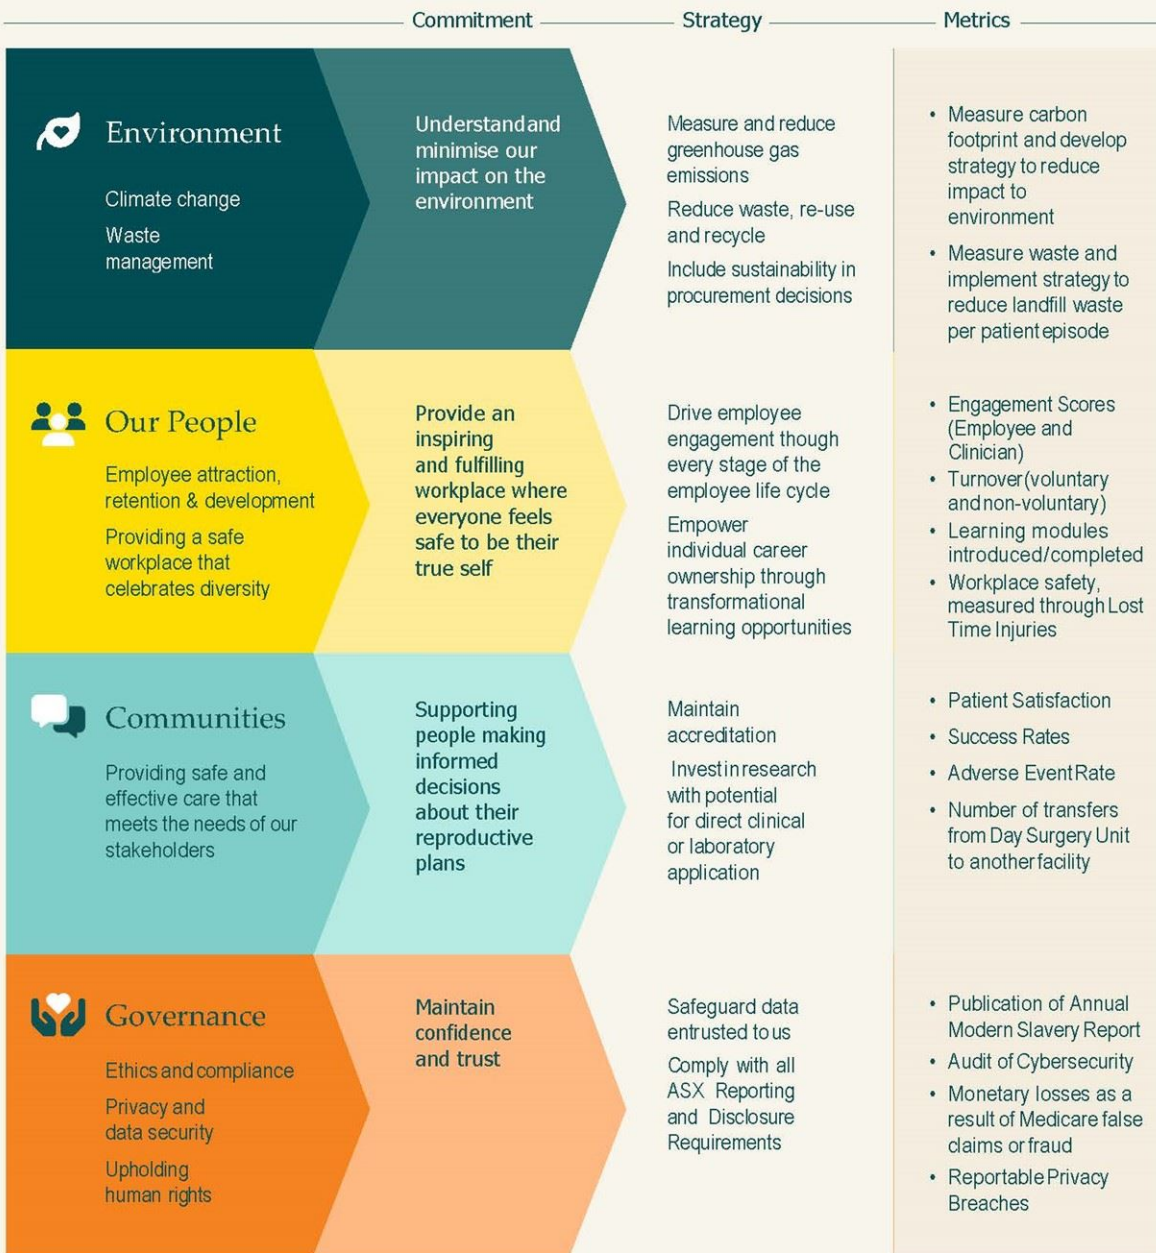 Commitment
Strategy
Metrics
Environment
Climate change
Waste
management
Understand and
minimise our
impact on the
environment
Measure and reduce
greenhouse gas
emissions
Reduce waste, re-use
and recycle
Include sustainability in
procurement decisions
• Measure carbon
footprint and develop
strategy to reduce
impact to
environment
• Measure waste and
implement strategy to
reduce landfill waste
per patient episode
Our People
Employee attraction,
retention & development
Providing a safe
workplace that
celebrates diversity
Provide an
inspiring
and fulfilling
workplace where
everyone feels
safe to be their
true self
Drive employee
engagement though
every stage of the
employee life cycle
Empower
individual career
ownership through
transformational
learning opportunities
• Engagement Scores
(Employee and
Clinician)
• Turnover (voluntary
and non-voluntary)
• Learning modules
introduced/completed
• Workplace safety,
measured through Lost
Time Injuries
Communities
Providing safe and
effective care that
meets the needs of our
stakeholders
Supporting
people making
informed
decisions
about their
reproductive
plans
Maintain
accreditation
Invest in research
with potential
for direct clinical
or laboratory
application
• Patient Satisfaction
• Success Rates
• Adverse Event Rate
• Number of transfers
from Day Surgery Unit
to another facility
Governance
Ethics and compliance
Privacy and
data security
Upholding
human rights
Maintain
confidence
and trust
Safeguard data
entrusted to us
Comply with all
ASX Reporting
and Disclosure
Requirements
• Publication of Annual
Modern Slavery Report
• Audit of Cybersecurity
• Monetary losses as a
result of Medicare false
claims or fraud
• Reportable Privacy
Breaches